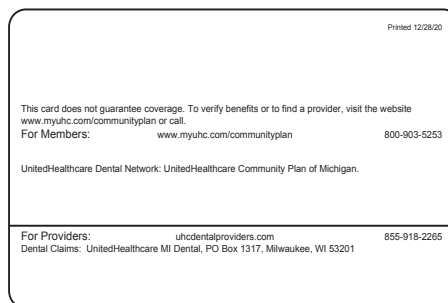 Printed 12/28/20
This card does not guarantee coverage. To verify benefits or to find a provider, visit the website
www.myuhc.com/communityplan or call.
For Members: www.myuhc.com/communityplan 800-903-5253
UnitedHealthcare Dental Network: UnitedHealthcare Community Plan of Michigan.
For Providers: uhcdentalproviders.com 855-918-2265
Dental Claims: UnitedHealthcare MI Dental, PO Box 1317, Milwaukee, WI 53201